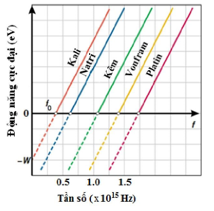 Động năng cực đại (eV)
Kali
Natri
Kẽm
Vonfram
Platin
f₀
0
f
-W
0.5
1.0
1.5
Tần số (x10¹⁵ Hz)